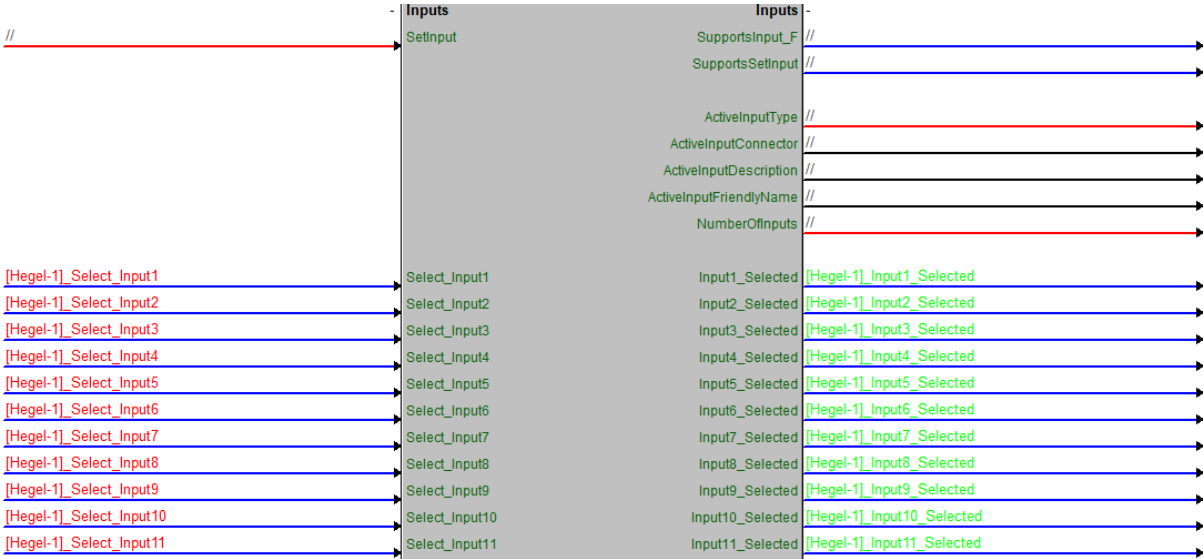 - Inputs Inputs -
// SetInput SupportsInput_F //
SupportsSetInput //
ActiveInputType //
ActiveInputConnector //
ActiveInputDescription //
ActiveInputFriendlyName //
NumberOfInputs //
[Hegel-1]_Select_Input1 Select_Input1 Input1_Selected [Hegel-1]_Input1_Selected
[Hegel-1]_Select_Input2 Select_Input2 Input2_Selected [Hegel-1]_Input2_Selected
[Hegel-1]_Select_Input3 Select_Input3 Input3_Selected [Hegel-1]_Input3_Selected
[Hegel-1]_Select_Input4 Select_Input4 Input4_Selected [Hegel-1]_Input4_Selected
[Hegel-1]_Select_Input5 Select_Input5 Input5_Selected [Hegel-1]_Input5_Selected
[Hegel-1]_Select_Input6 Select_Input6 Input6_Selected [Hegel-1]_Input6_Selected
[Hegel-1]_Select_Input7 Select_Input7 Input7_Selected [Hegel-1]_Input7_Selected
[Hegel-1]_Select_Input8 Select_Input8 Input8_Selected [Hegel-1]_Input8_Selected
[Hegel-1]_Select_Input9 Select_Input9 Input9_Selected [Hegel-1]_Input9_Selected
[Hegel-1]_Select_Input10 Select_Input10 Input10_Selected [Hegel-1]_Input10_Selected
[Hegel-1]_Select_Input11 Select_Input11 Input11_Selected [Hegel-1]_Input11_Selected